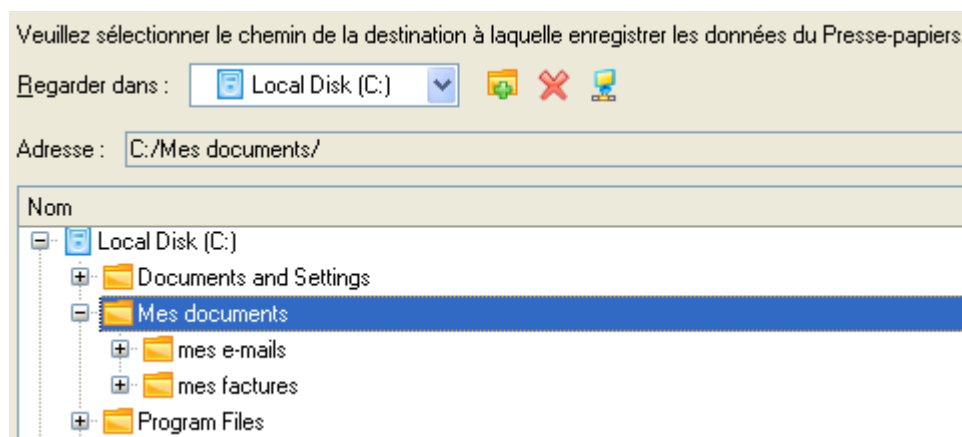 Veuillez sélectionner le chemin de la destination à laquelle enregistrer les données du Presse-papiers.
Regarder dans : Local Disk (C:)
Adresse : C:/Mes documents/
Nom
Local Disk (C:)
Documents and Settings
Mes documents
mes e-mails
mes factures
Program Files